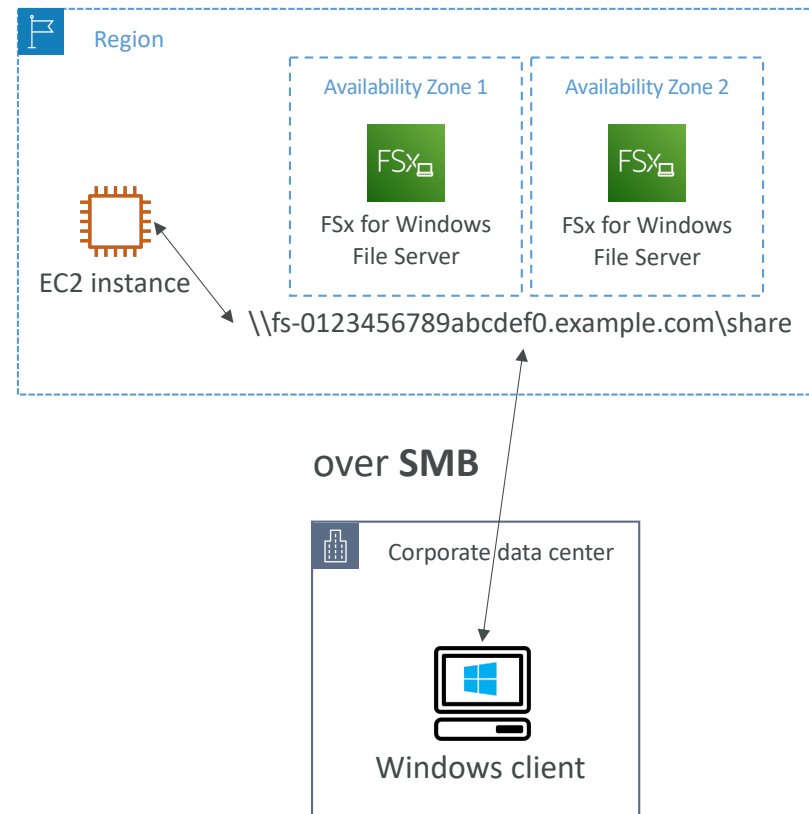 Region
Availability Zone 1
Availability Zone 2
FSx
FSx
FSx for Windows
File Server
FSx for Windows
File Server
EC2 instance
\\fs-0123456789abcdef0.example.com\share
over SMB
Corporate data center
Windows client